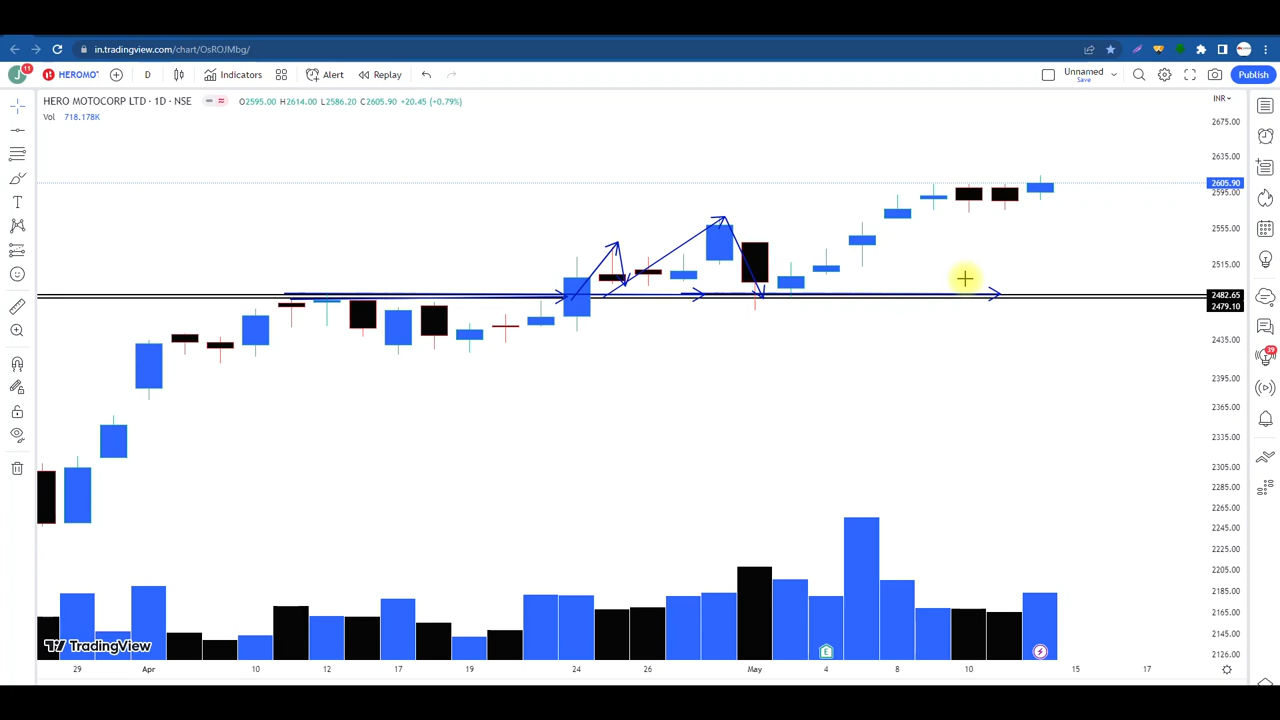 in.tradingview.com/chart/OsROJMbg/
J 11 HEROMO D Indicators Alert Replay Unnamed Save Publish
HERO MOTOCORP LTD · 1D · NSE O2595.00 H2614.00 L2586.20 C2605.90 +20.45 (+0.79%)
Vol 718.178K
INR
2675.00
2635.00
2605.90
2595.00
2555.00
2515.00
2482.65
2479.10
2435.00
2395.00
2365.00
2335.00
2305.00
2285.00
2265.00
2245.00
2225.00
2205.00
2185.00
2165.00
2145.00
2126.00
39
E
TradingView
29 Apr 10 12 17 19 24 26 May 4 8 10 15 17